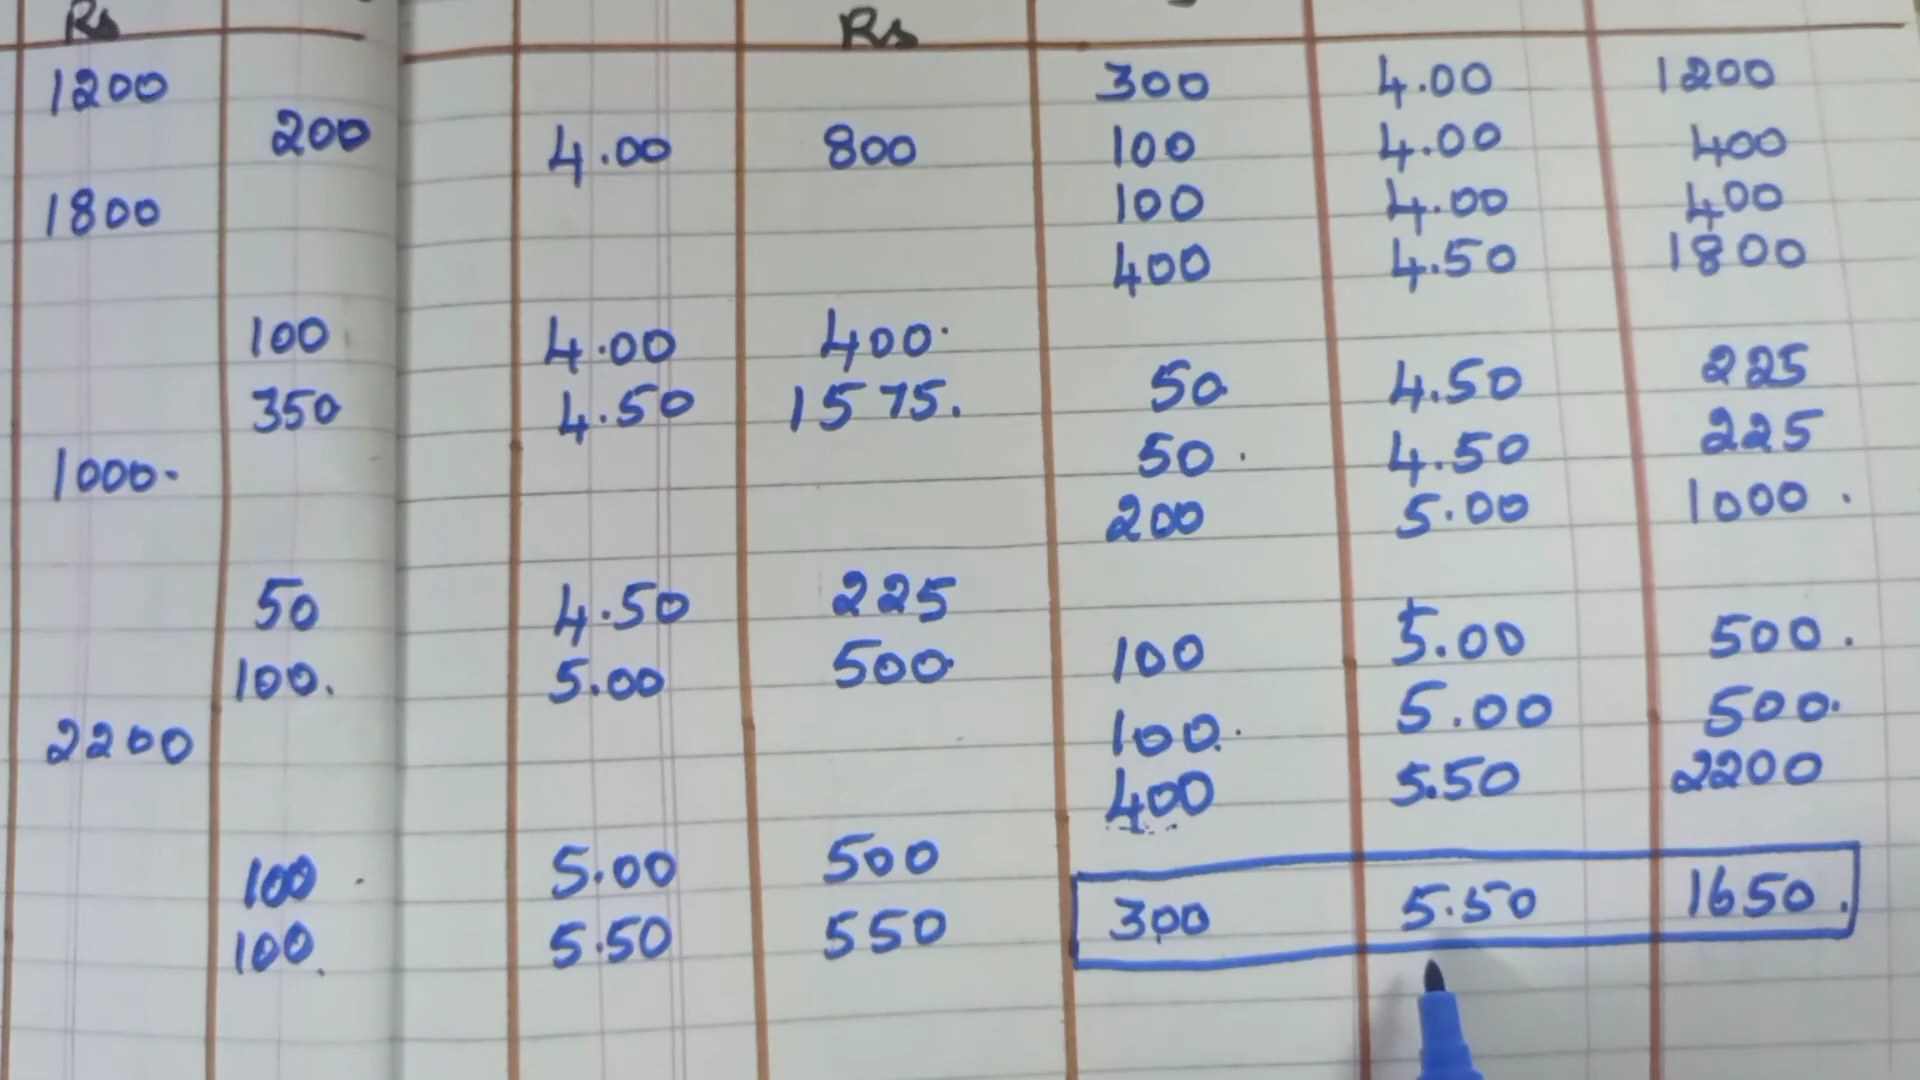 Rs Rs
1200 300 4.00 1200
200 4.00 800 100 4.00 400
1800 100 4.00 400
400 4.50 1800
100 4.00 400.
350 4.50 1575. 50 4.50 225
1000. 50. 4.50 225
200 5.00 1000.
50 4.50 225
100. 5.00 500. 100 5.00 500.
2200 100. 5.00 500.
400 5.50 2200
100 5.00 500
100. 5.50 550 300 5.50 1650.